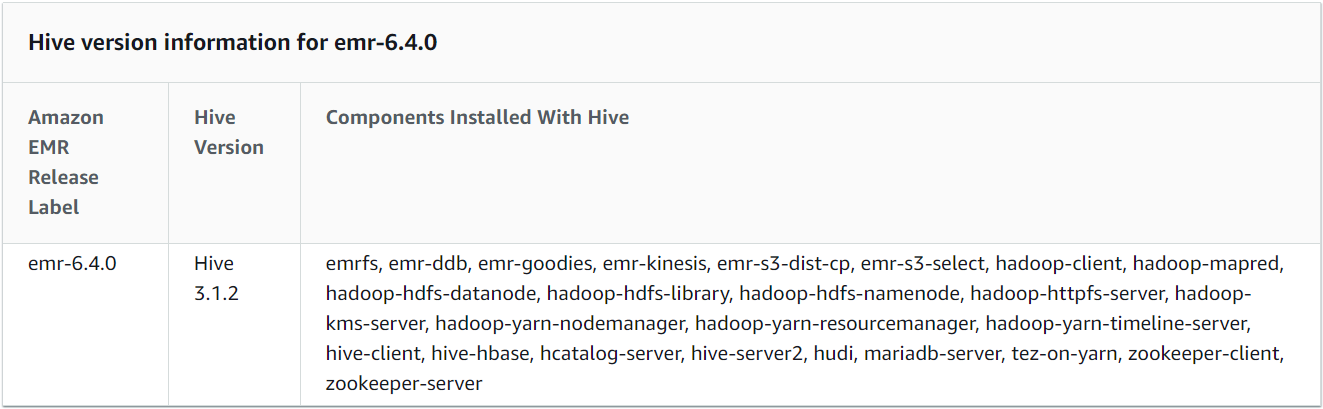 Hive version information for emr-6.4.0
Amazon
EMR
Release
Label
Hive
Version
Components Installed With Hive
emr-6.4.0
Hive
3.1.2
emrfs, emr-ddb, emr-goodies, emr-kinesis, emr-s3-dist-cp, emr-s3-select, hadoop-client, hadoop-mapred,
hadoop-hdfs-datanode, hadoop-hdfs-library, hadoop-hdfs-namenode, hadoop-httpfs-server, hadoop-
kms-server, hadoop-yarn-nodemanager, hadoop-yarn-resourcemanager, hadoop-yarn-timeline-server,
hive-client, hive-hbase, hcatalog-server, hive-server2, hudi, mariadb-server, tez-on-yarn, zookeeper-client,
zookeeper-server